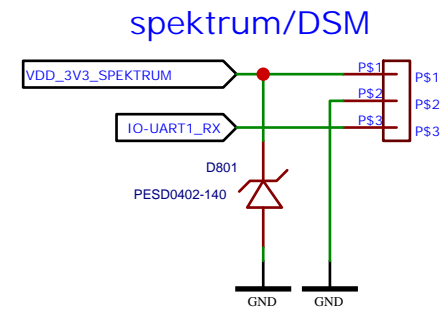 spektrum/DSM
VDD_3V3_SPEKTRUM
P$1
P$1
P$2
P$2
IO-UART1_RX
P$3
P$3
D801
PESD0402-140
GND
GND